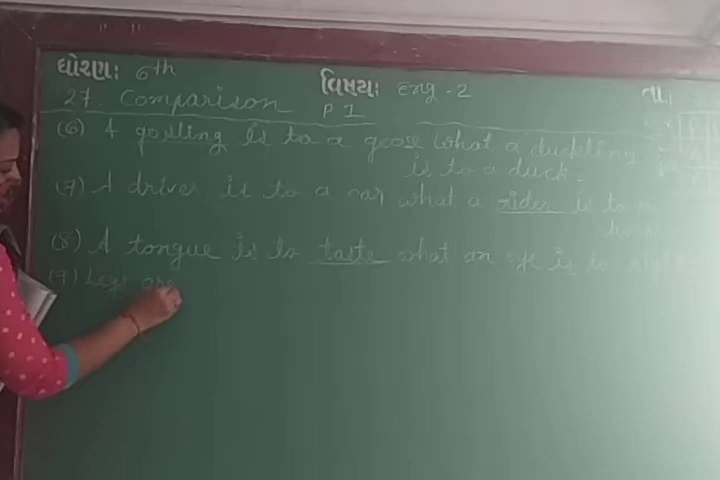 ધોરણ: 6th
વિષય: Eng - 2
તા.:
27. Comparison P 1
(6) A gosling is to a goose what a duckling
is to a duck.
(7) A driver is to a car what a rider is to a
(8) A tongue is to taste what an eye is to
(9) Legs are